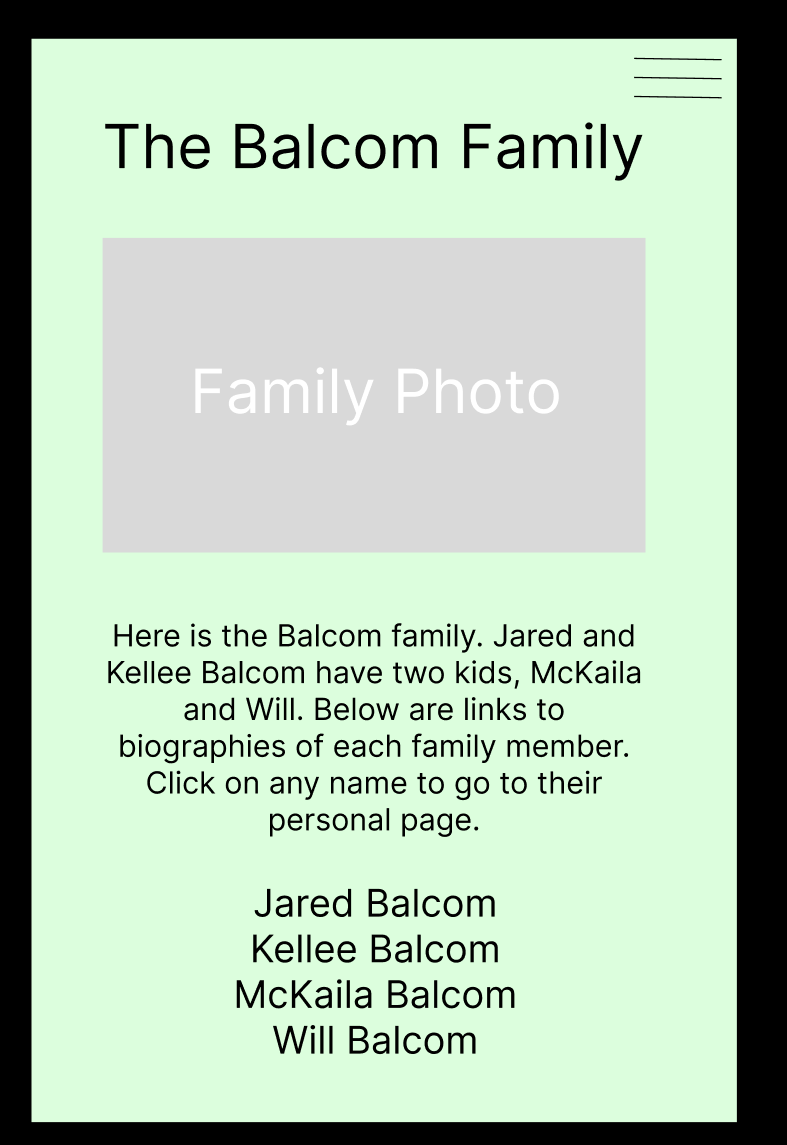 The Balcom Family
Family Photo
Here is the Balcom family. Jared and
Kellee Balcom have two kids, McKaila
and Will. Below are links to
biographies of each family member.
Click on any name to go to their
personal page.
Jared Balcom
Kellee Balcom
McKaila Balcom
Will Balcom